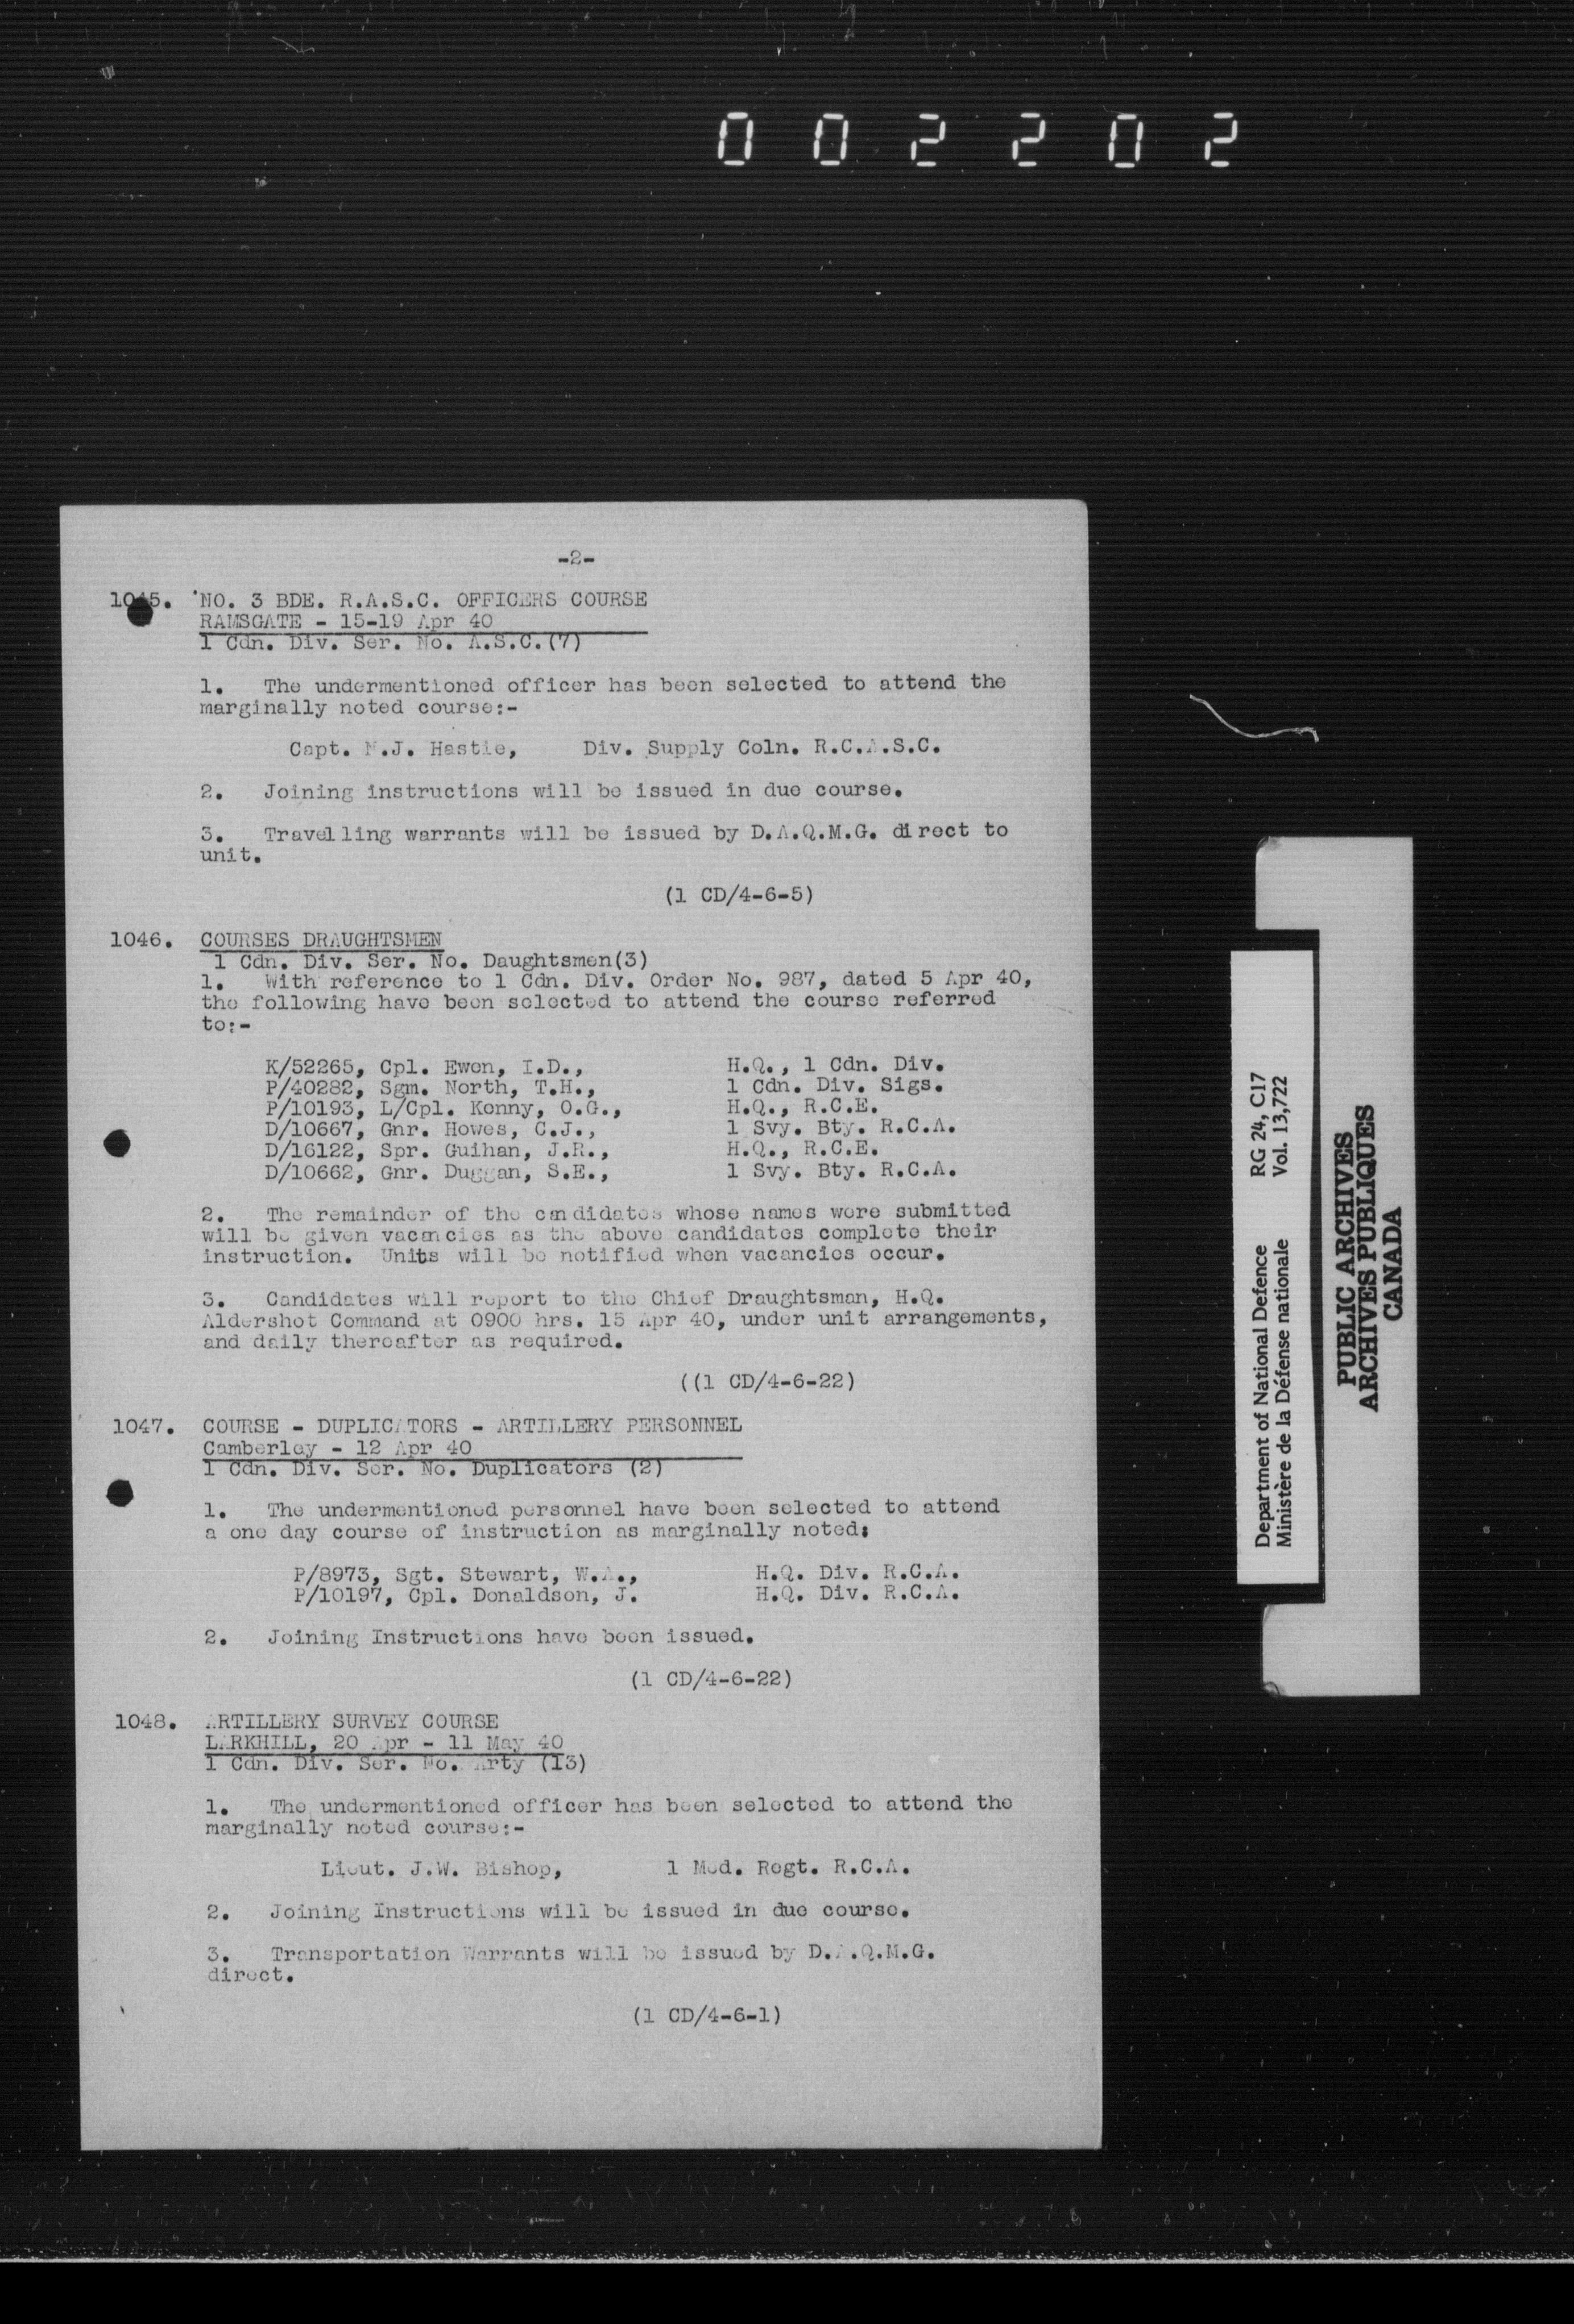 002202
-2-
1045. NO. 3 BDE. R.A.S.C. OFFICERS COURSE
RAMSGATE - 15-19 Apr 40
1 Cdn. Div. Ser. No. A.S.C.(7)
1. The undermentioned officer has been selected to attend the
marginally noted course:-
Capt. .J. Hastie, Div. Supply Coln. R.C.A.S.C.
2. Joining instructions will be issued in due course.
3. Travelling warrants will be issued by D.A.Q.M.G. direct to
unit.
(1 CD/4-6-5)
1046. COURSES DRAUGHTSMEN
1 Cdn. Div. Ser. No. Daughtsmen(3)
1. With reference to 1 Cdn. Div. Order No. 987, dated 5 Apr 40,
the following have been selected to attend the course referred
to:-
K/52265, Cpl. Ewen, I.D., H.Q., 1 Cdn. Div.
P/40282, Sgm. North, T.H., 1 Cdn. Div. Sigs.
P/10193, L/Cpl. Kenny, O.G., H.Q., R.C.E.
D/10667, Gnr. Howes, C.J., 1 Svy. Bty. R.C.A.
D/16122, Spr. Guihan, J.R., H.Q., R.C.E.
D/10662, Gnr. Duggan, S.E., 1 Svy. Bty. R.C.A.
2. The remainder of the candidates whose names were submitted
will be given vacancies as the above candidates complete their
instruction. Units will be notified when vacancies occur.
3. Candidates will report to the Chief Draughtsman, H.Q.
Aldershot Command at 0900 hrs. 15 Apr 40, under unit arrangements,
and daily thereafter as required.
((1 CD/4-6-22)
1047. COURSE - DUPLICATORS - ARTILLERY PERSONNEL
Camberley - 12 Apr 40
1 Cdn. Div. Ser. No. Duplicators (2)
1. The undermentioned personnel have been selected to attend
a one day course of instruction as marginally noted:
P/8973, Sgt. Stewart, W.A., H.Q. Div. R.C.A.
P/10197, Cpl. Donaldson, J. H.Q. Div. R.C.A.
2. Joining Instructions have been issued.
(1 CD/4-6-22)
1048. ARTILLERY SURVEY COURSE
LARKHILL, 20 Apr - 11 May 40
1 Cdn. Div. Ser. No. Arty (13)
1. The undermentioned officer has been selected to attend the
marginally noted course:-
Lieut. J.W. Bishop, 1 Med. Regt. R.C.A.
2. Joining Instructions will be issued in due course.
3. Transportation Warrants will be issued by D.A.Q.M.G.
direct.
(1 CD/4-6-1)
Department of National Defence RG 24, C17
Ministère de la Défense nationale Vol. 13,722
PUBLIC ARCHIVES
ARCHIVES PUBLIQUES
CANADA